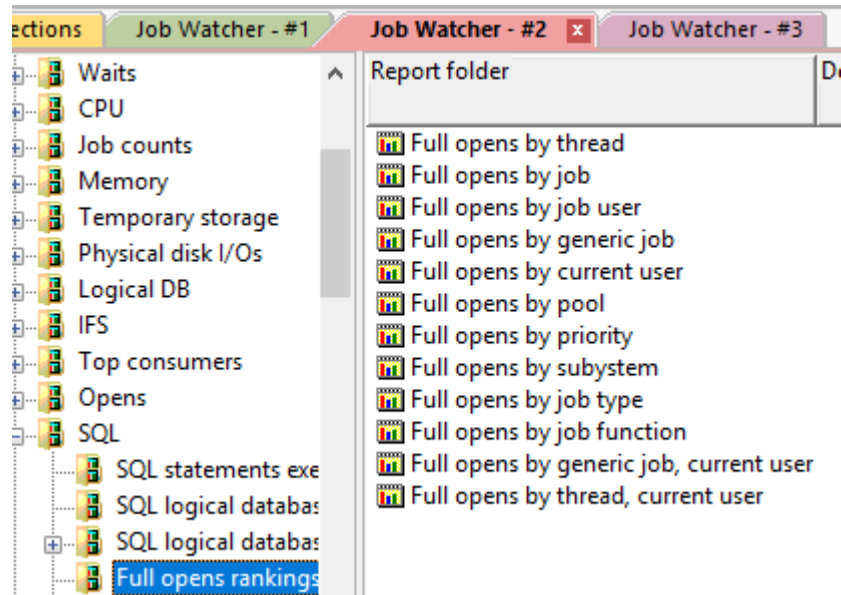 ections
Job Watcher - #1
Job Watcher - #2
x
Job Watcher - #3
Waits
CPU
Job counts
Memory
Temporary storage
Physical disk I/Os
Logical DB
IFS
Top consumers
Opens
SQL
SQL statements exe
SQL logical databas
SQL logical databas
Full opens rankings
Report folder
De
Full opens by thread
Full opens by job
Full opens by job user
Full opens by generic job
Full opens by current user
Full opens by pool
Full opens by priority
Full opens by subystem
Full opens by job type
Full opens by job function
Full opens by generic job, current user
Full opens by thread, current user